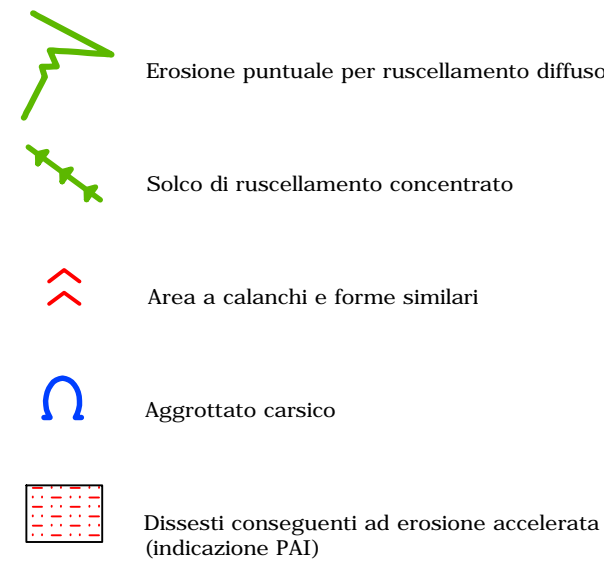 Erosione puntuale per ruscellamento diffuso
Solco di ruscellamento concentrato
Area a calanchi e forme similari
Aggrottato carsico
Dissesti conseguenti ad erosione accelerata
(indicazione PAI)